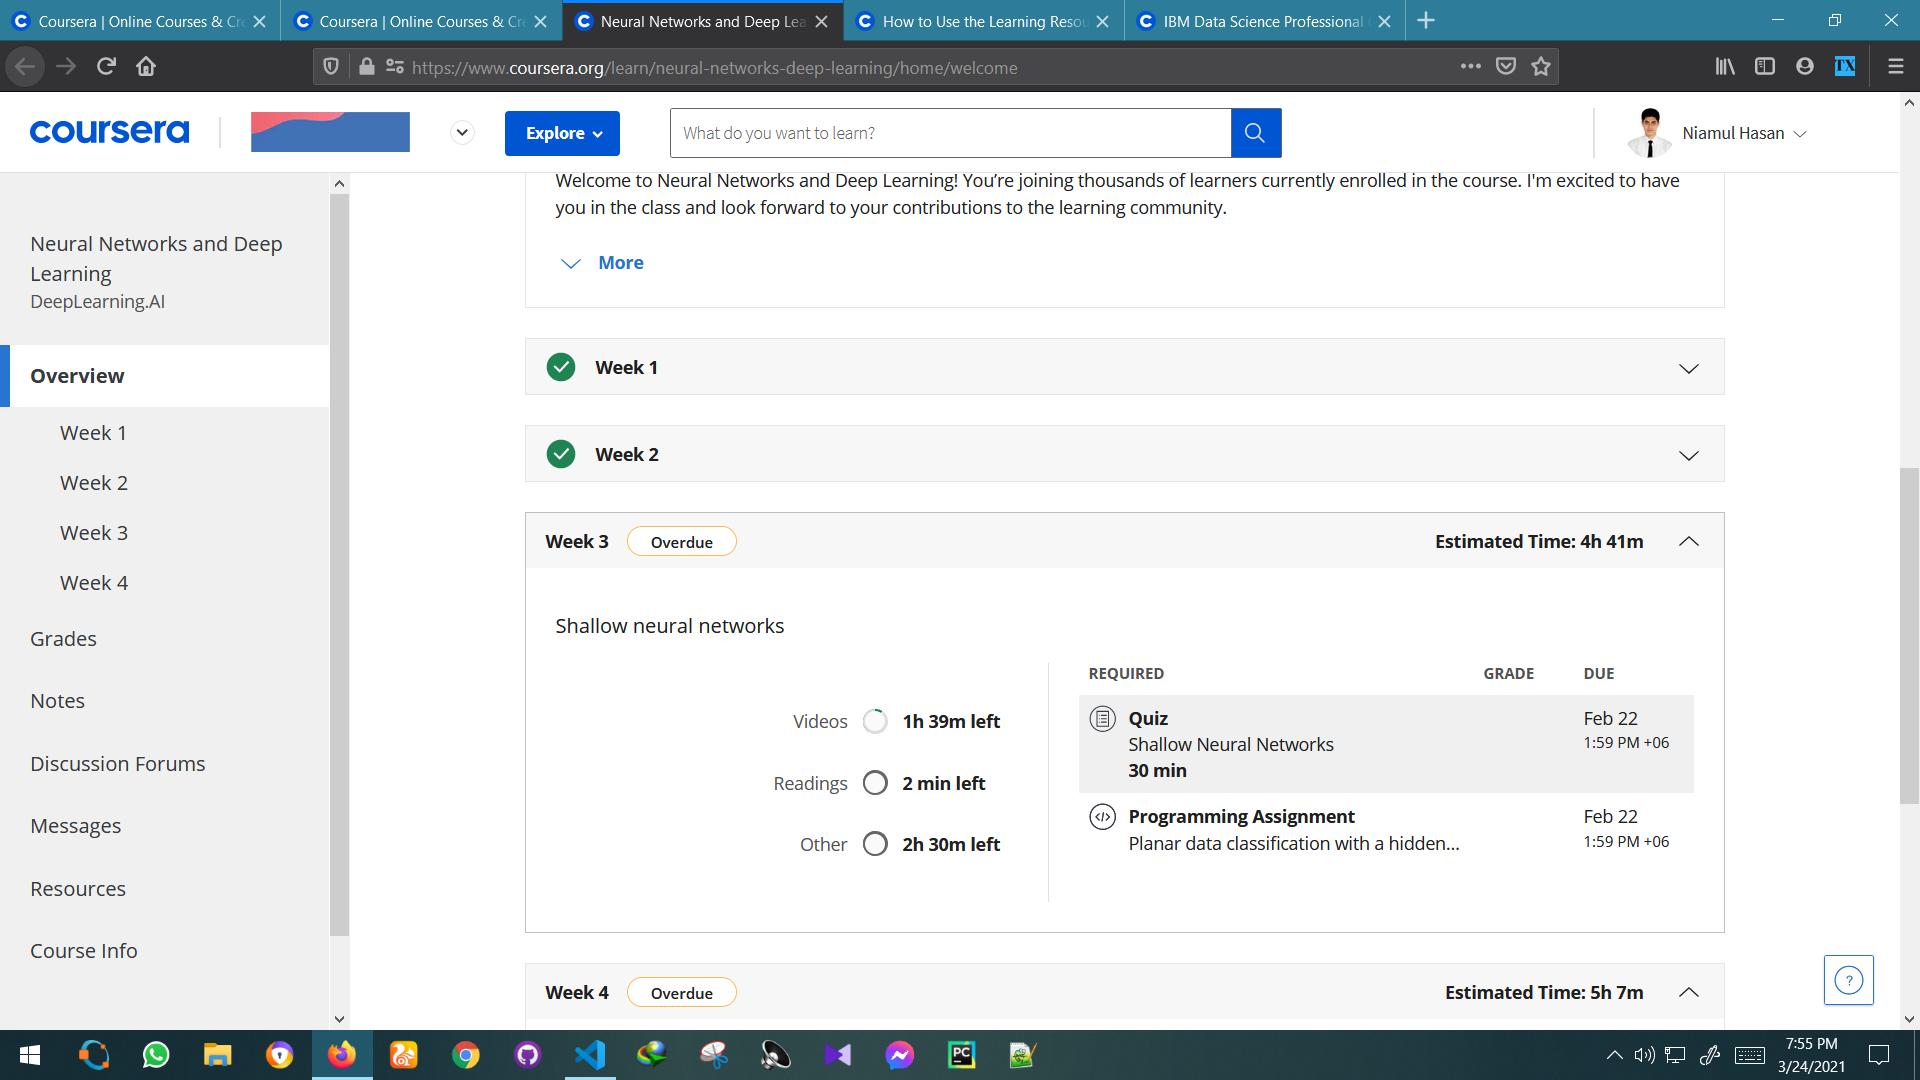 Coursera | Online Courses & Cre
Coursera | Online Courses & Cre
Neural Networks and Deep Lea
How to Use the Learning Resou
IBM Data Science Professional
https://www.coursera.org/learn/neural-networks-deep-learning/home/welcome
coursera
Explore
What do you want to learn?
Niamul Hasan
Neural Networks and Deep
Learning
DeepLearning.AI
Overview
Week 1
Week 2
Week 3
Week 4
Grades
Notes
Discussion Forums
Messages
Resources
Course Info
Welcome to Neural Networks and Deep Learning! You’re joining thousands of learners currently enrolled in the course. I'm excited to have
you in the class and look forward to your contributions to the learning community.
More
Week 1
Week 2
Week 3 Overdue Estimated Time: 4h 41m
Shallow neural networks
Videos 1h 39m left
Readings 2 min left
Other 2h 30m left
REQUIRED GRADE DUE
Quiz Feb 22
Shallow Neural Networks 1:59 PM +06
30 min
Programming Assignment Feb 22
Planar data classification with a hidden... 1:59 PM +06
Week 4 Overdue Estimated Time: 5h 7m
?
PC
7:55 PM
3/24/2021